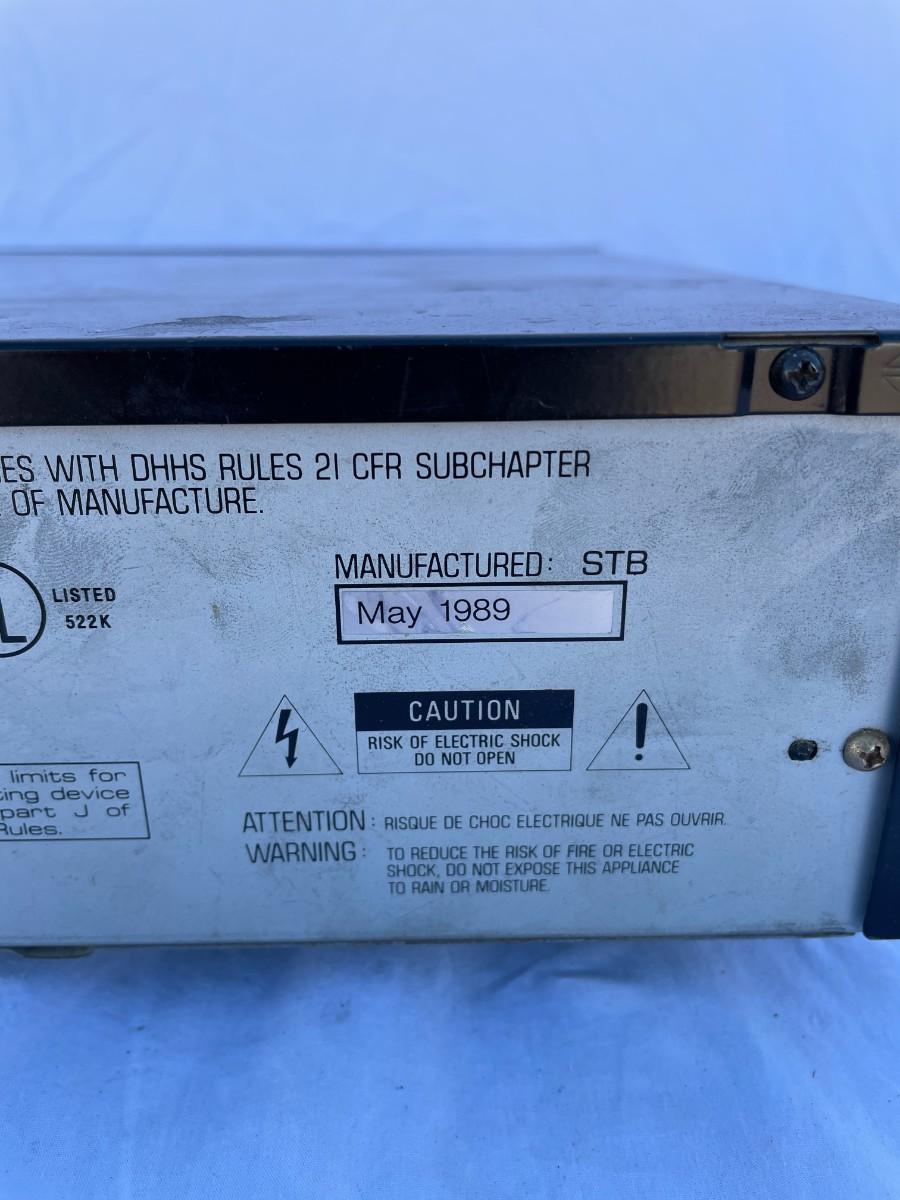 IES WITH DHHS RULES 21 CFR SUBCHAPTER
OF MANUFACTURE.
MANUFACTURED: STB
May 1989
L LISTED
522K
CAUTION
RISK OF ELECTRIC SHOCK
DO NOT OPEN
limits for
ting device
part J of
Rules.
ATTENTION : RISQUE DE CHOC ELECTRIQUE NE PAS OUVRIR.
WARNING : TO REDUCE THE RISK OF FIRE OR ELECTRIC
SHOCK, DO NOT EXPOSE THIS APPLIANCE
TO RAIN OR MOISTURE.